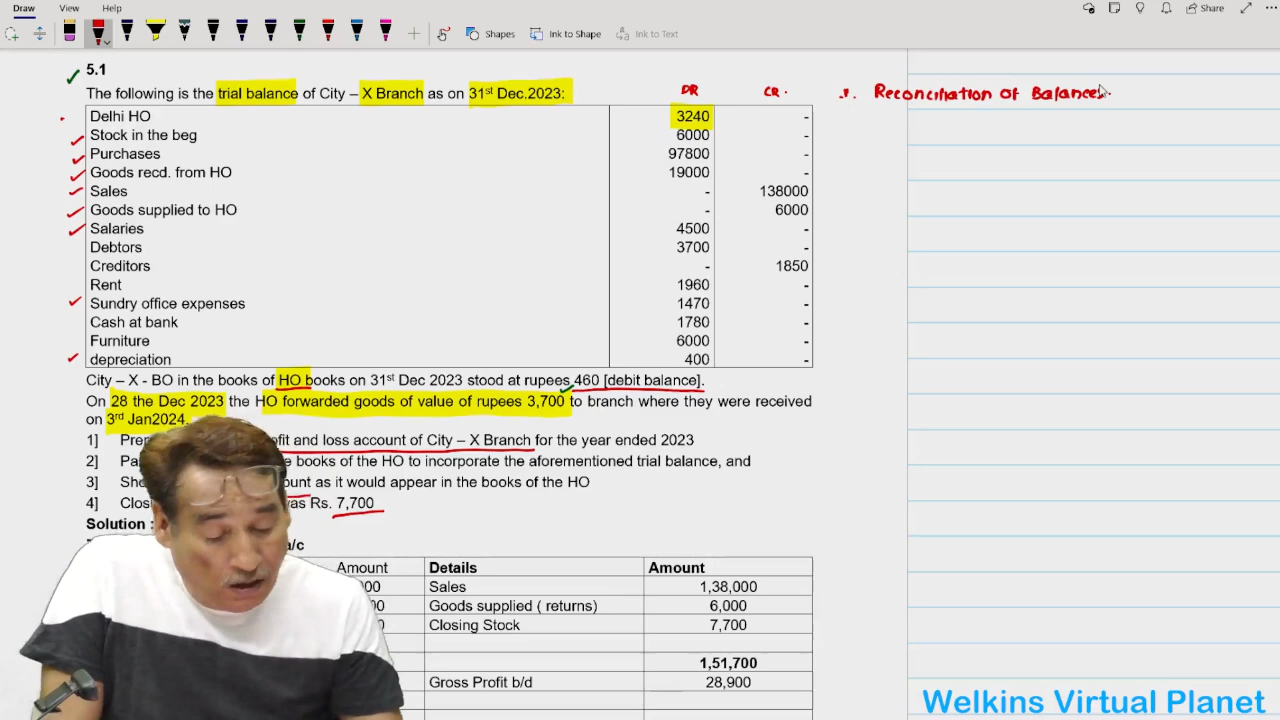 Draw View Help
Share
Shapes Ink to Shape Ink to Text
5.1
The following is the trial balance of City – X Branch as on 31st Dec.2023:
DR CR. .1. Reconciliation of Balances.
Delhi HO 3240 -
Stock in the beg 6000 -
Purchases 97800 -
Goods recd. from HO 19000 -
Sales - 138000
Goods supplied to HO - 6000
Salaries 4500 -
Debtors 3700 -
Creditors - 1850
Rent 1960 -
Sundry office expenses 1470 -
Cash at bank 1780 -
Furniture 6000 -
depreciation 400 -
City – X - BO in the books of HO books on 31st Dec 2023 stood at rupees 460 [debit balance].
On 28 the Dec 2023 the HO forwarded goods of value of rupees 3,700 to branch where they were received
on 3rd Jan2024.
1] and loss account of City – X Branch for the year ended 2023
2] books of the HO to incorporate the aforementioned trial balance, and
3] as it would appear in the books of the HO
4] Rs. 7,700
Solution :
a/c
Amount Details Amount
Sales 1,38,000
Goods supplied ( returns) 6,000
Closing Stock 7,700
1,51,700
Gross Profit b/d 28,900
Welkins Virtual Planet